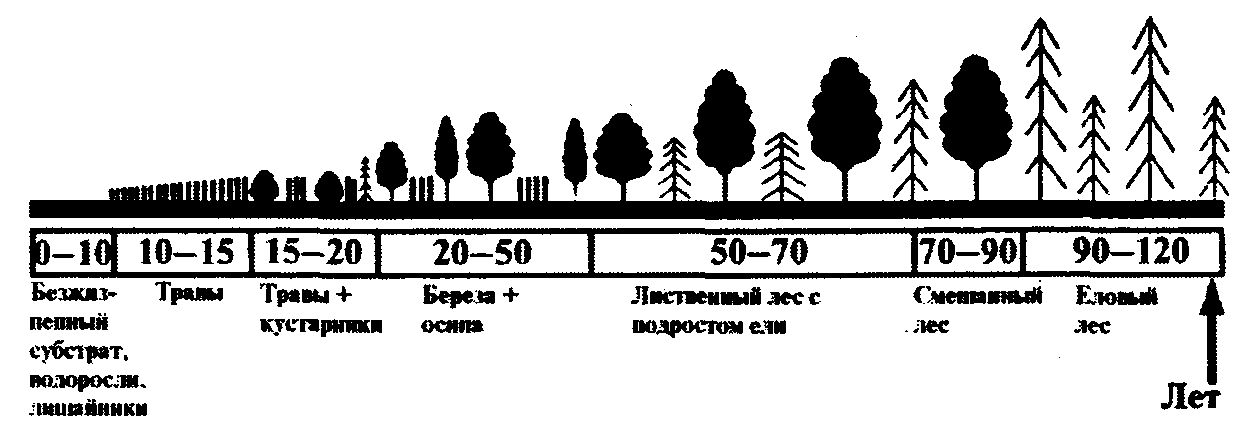 0–10 10–15 15–20 20–50 50–70 70–90 90–120
Безжиз-
ненный
субстрат,
водоросли,
лишайники
Травы
Травы +
кустарники
Береза +
осина
Лиственный лес с
подростом ели
Смешанный
лес
Еловый
лес
Лет